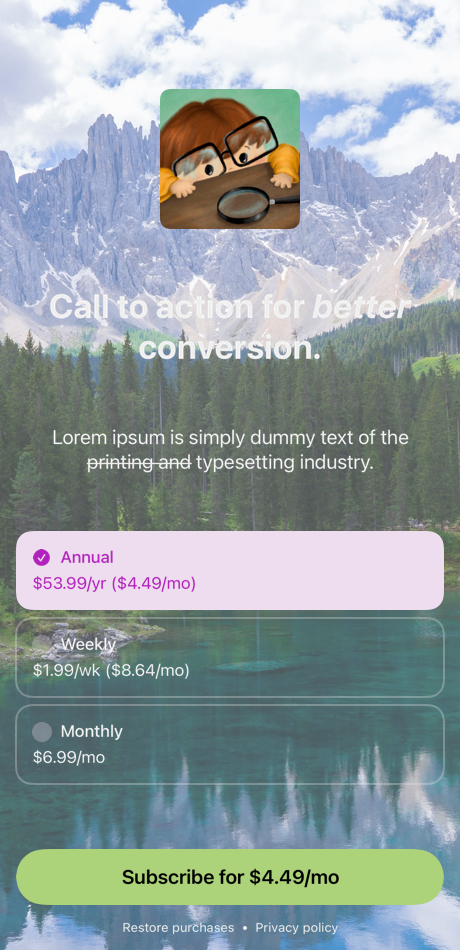 Call to action for better
conversion.
Lorem ipsum is simply dummy text of the
printing and typesetting industry.
Annual
$53.99/yr ($4.49/mo)
Weekly
$1.99/wk ($8.64/mo)
Monthly
$6.99/mo
Subscribe for $4.49/mo
Restore purchases • Privacy policy